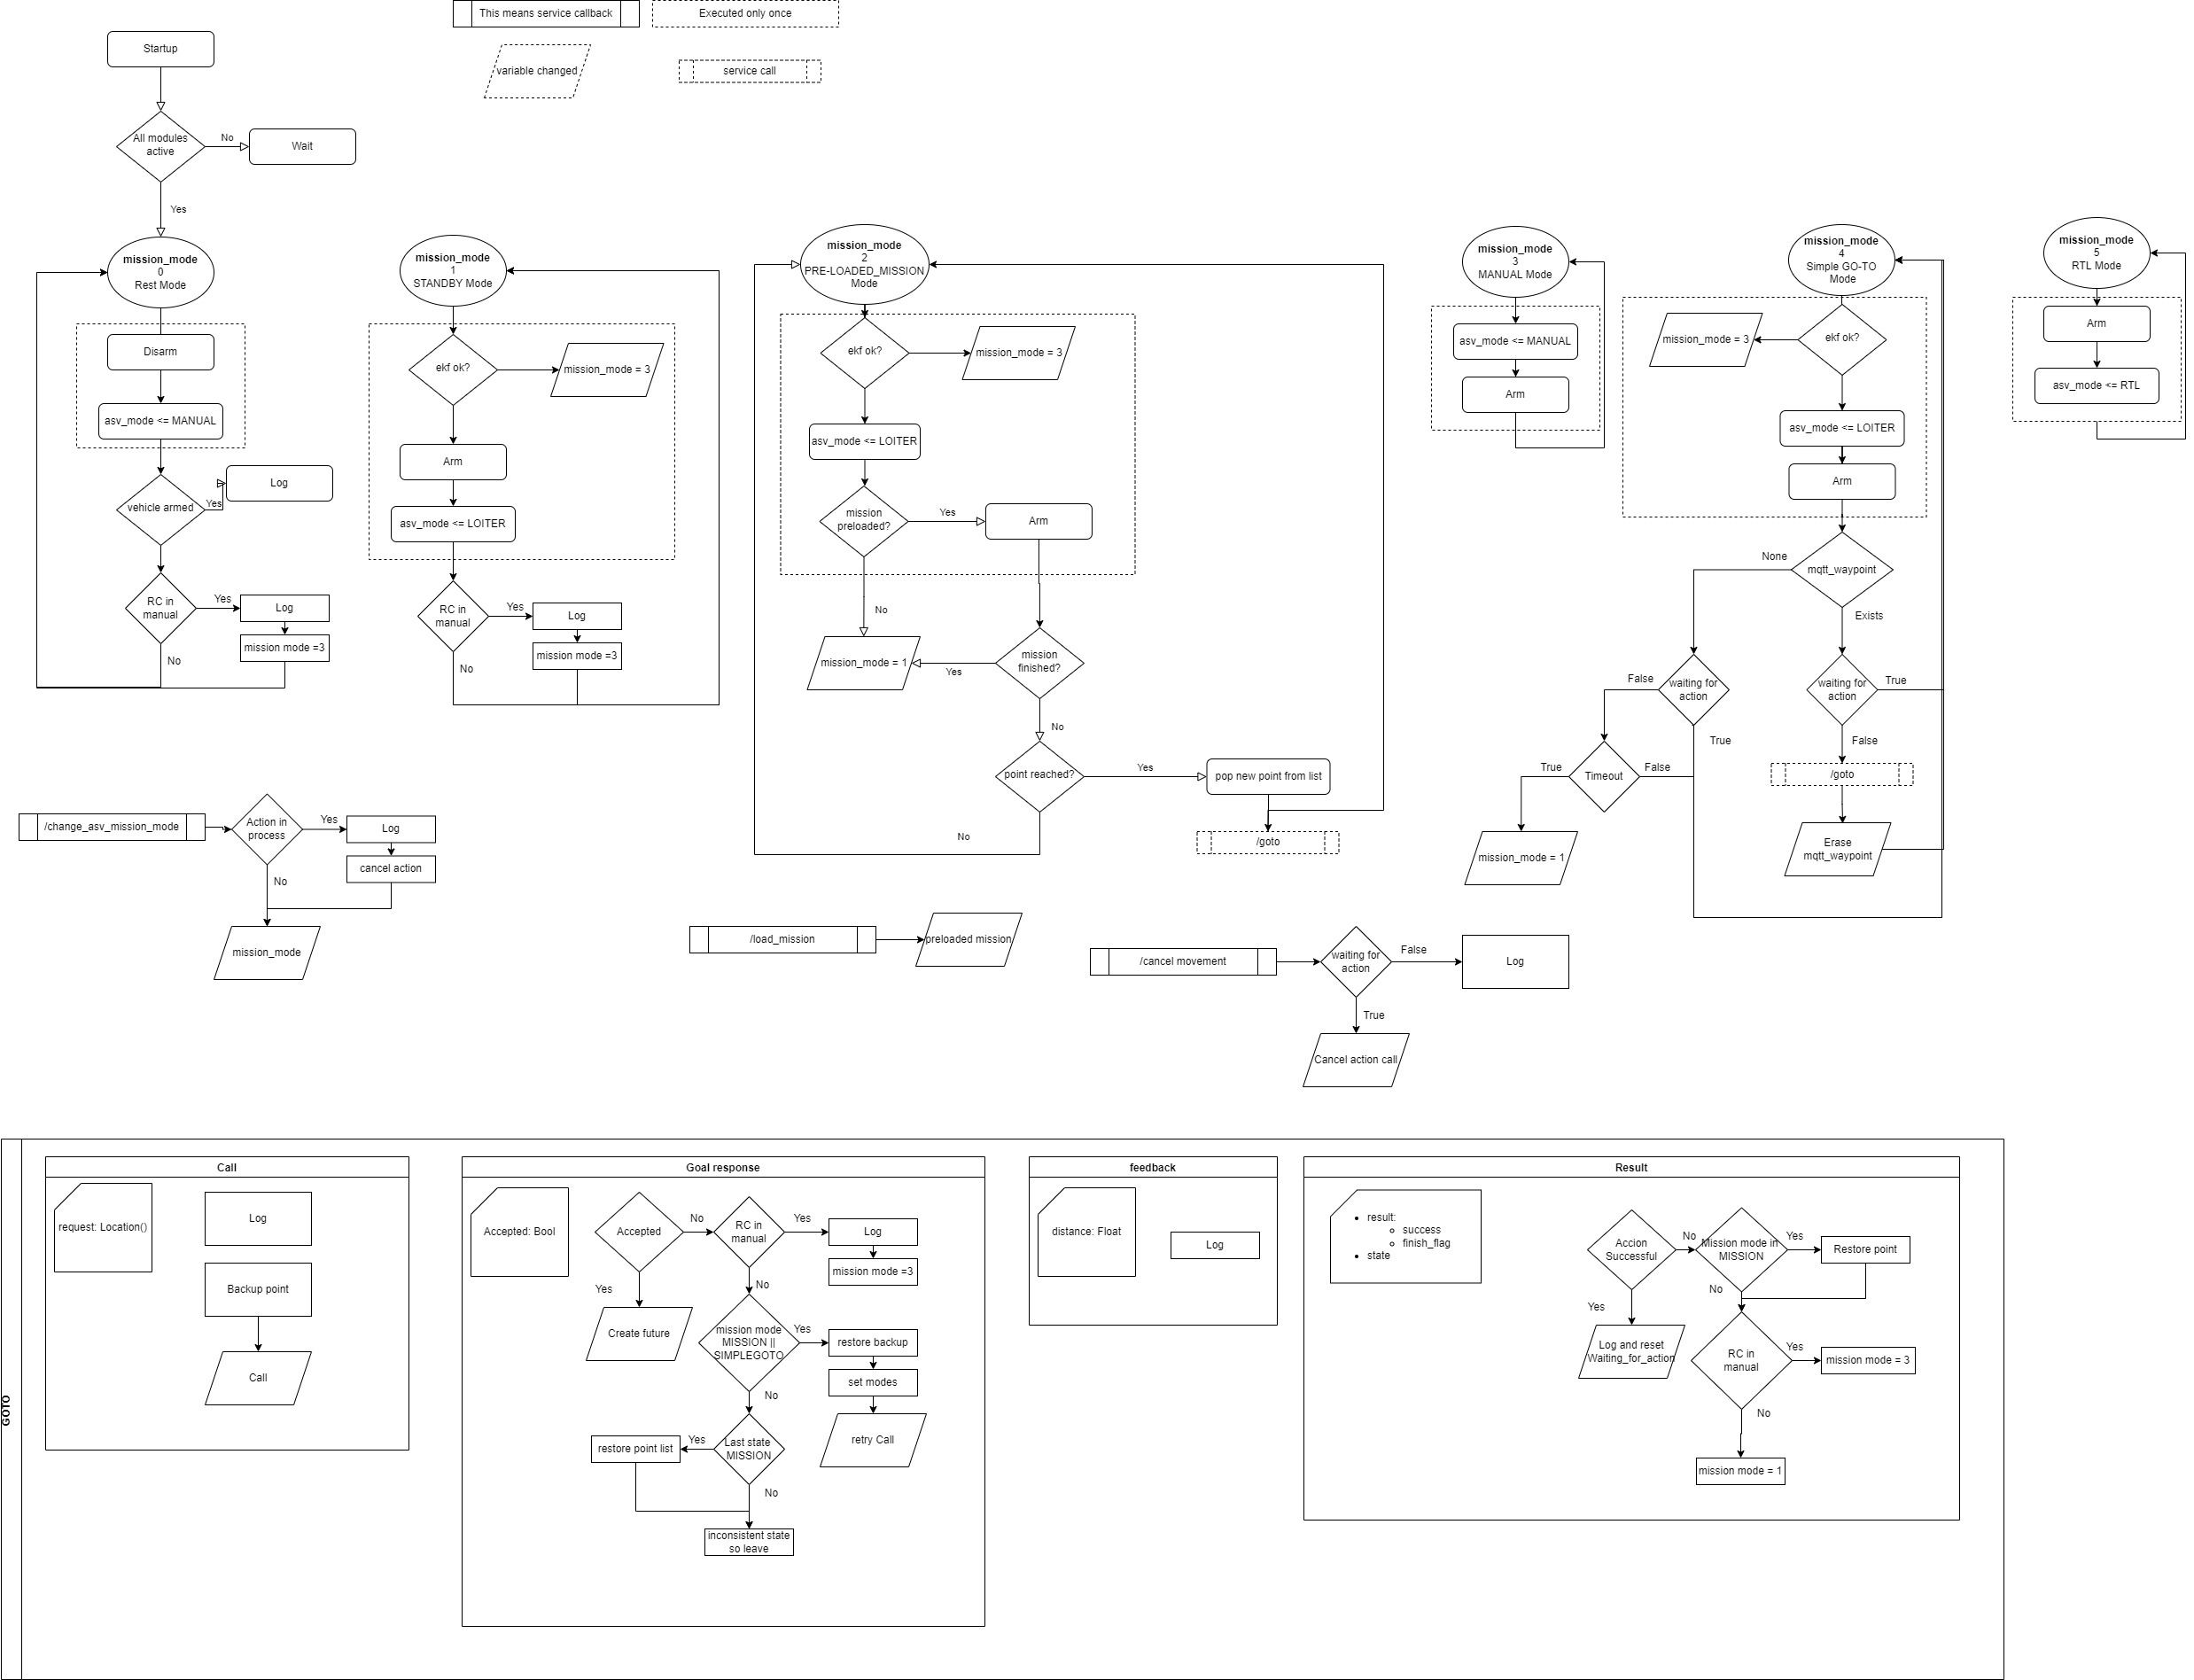 This means service callback
Executed only once
variable changed
service call
Startup
All modules
active
No
Wait
Yes
mission_mode
0
Rest Mode
Disarm
asv_mode <= MANUAL
vehicle armed
Yes
Log
RC in
manual
Yes
Log
mission mode =3
No
mission_mode
1
STANDBY Mode
ekf ok?
mission_mode = 3
Arm
asv_mode <= LOITER
RC in
manual
Yes
Log
mission mode =3
No
mission_mode
2
PRE-LOADED_MISSION
Mode
ekf ok?
mission_mode = 3
asv_mode <= LOITER
mission
preloaded?
Yes
Arm
No
mission_mode = 1
Yes
mission
finished?
No
point reached?
Yes
pop new point from list
No
/goto
mission_mode
3
MANUAL Mode
asv_mode <= MANUAL
Arm
mission_mode
4
Simple GO-TO
Mode
mission_mode = 3
ekf ok?
asv_mode <= LOITER
Arm
None
mqtt_waypoint
Exists
False
waiting for
action
True
waiting for
action
True
False
True
Timeout
False
/goto
mission_mode = 1
Erase
mqtt_waypoint
mission_mode
5
RTL Mode
Arm
asv_mode <= RTL
/change_asv_mission_mode
Action in
process
Yes
Log
cancel action
No
mission_mode
/load_mission
preloaded mission
/cancel movement
waiting for
action
False
Log
True
Cancel action call
GOTO
Call
request: Location()
Log
Backup point
Call
Goal response
Accepted: Bool
Accepted
No
RC in
manual
Yes
Log
mission mode =3
Yes
Create future
No
mission mode
MISSION ||
SIMPLEGOTO
Yes
restore backup
set modes
retry Call
No
Last state
MISSION
Yes
restore point list
No
inconsistent state
so leave
feedback
distance: Float
Log
Result
result:
success
finish_flag
state
Accion
Successful
No
Mission mode in
MISSION
Yes
Restore point
Yes
Log and reset
Waiting_for_action
No
RC in
manual
Yes
mission mode = 3
No
mission mode = 1